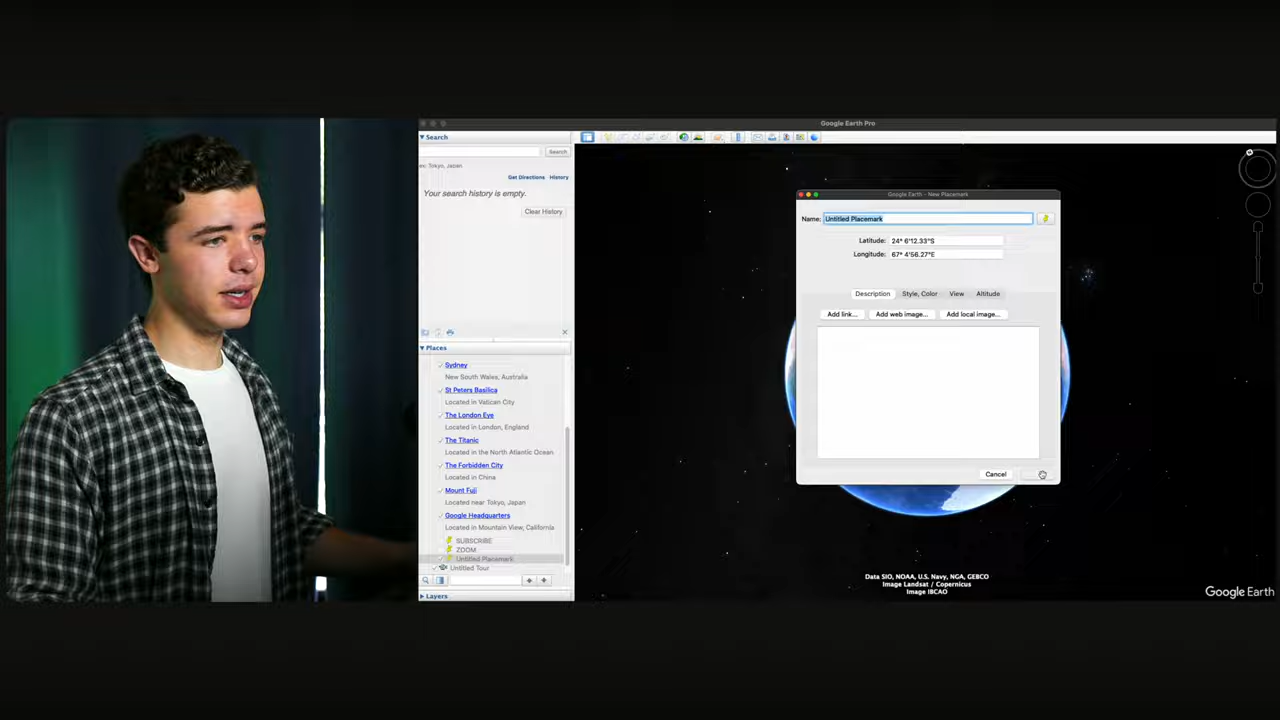 Google Earth Pro
Search
Search
ex: Tokyo, Japan
Get Directions History
Your search history is empty.
Clear History
Places
Sydney
New South Wales, Australia
St Peters Basilica
Located in Vatican City
The London Eye
Located in London, England
The Titanic
Located in the North Atlantic Ocean
The Forbidden City
Located in China
Mount Fuji
Located near Tokyo, Japan
Google Headquarters
Located in Mountain View, California
SUBSCRIBE
ZOOM
Untitled Placemark
Untitled Tour
Layers
Google Earth - New Placemark
Name: Untitled Placemark
Latitude: 24° 6'12.33"S
Longitude: 67° 4'56.27"E
Description Style, Color View Altitude
Add link... Add web image... Add local image...
Cancel
Data SIO, NOAA, U.S. Navy, NGA, GEBCO
Image Landsat / Copernicus
Image IBCAO
Google Earth